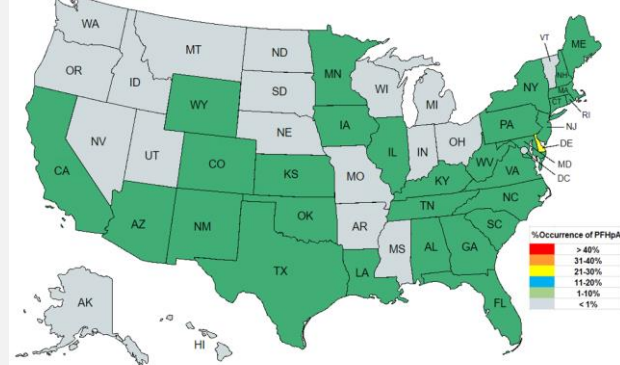 WA
MT
ND
MN
VT
ME
OR
ID
SD
WI
MI
NY
NH
MA
CT
RI
WY
NE
IA
PA
NJ
NV
UT
CO
IL
IN
OH
DE
MD
DC
CA
KS
MO
KY
WV
VA
AZ
NM
OK
AR
TN
NC
SC
TX
LA
MS
AL
GA
FL
AK
HI
%Occurrence of PFHpA
> 40%
31-40%
21-30%
11-20%
1-10%
< 1%